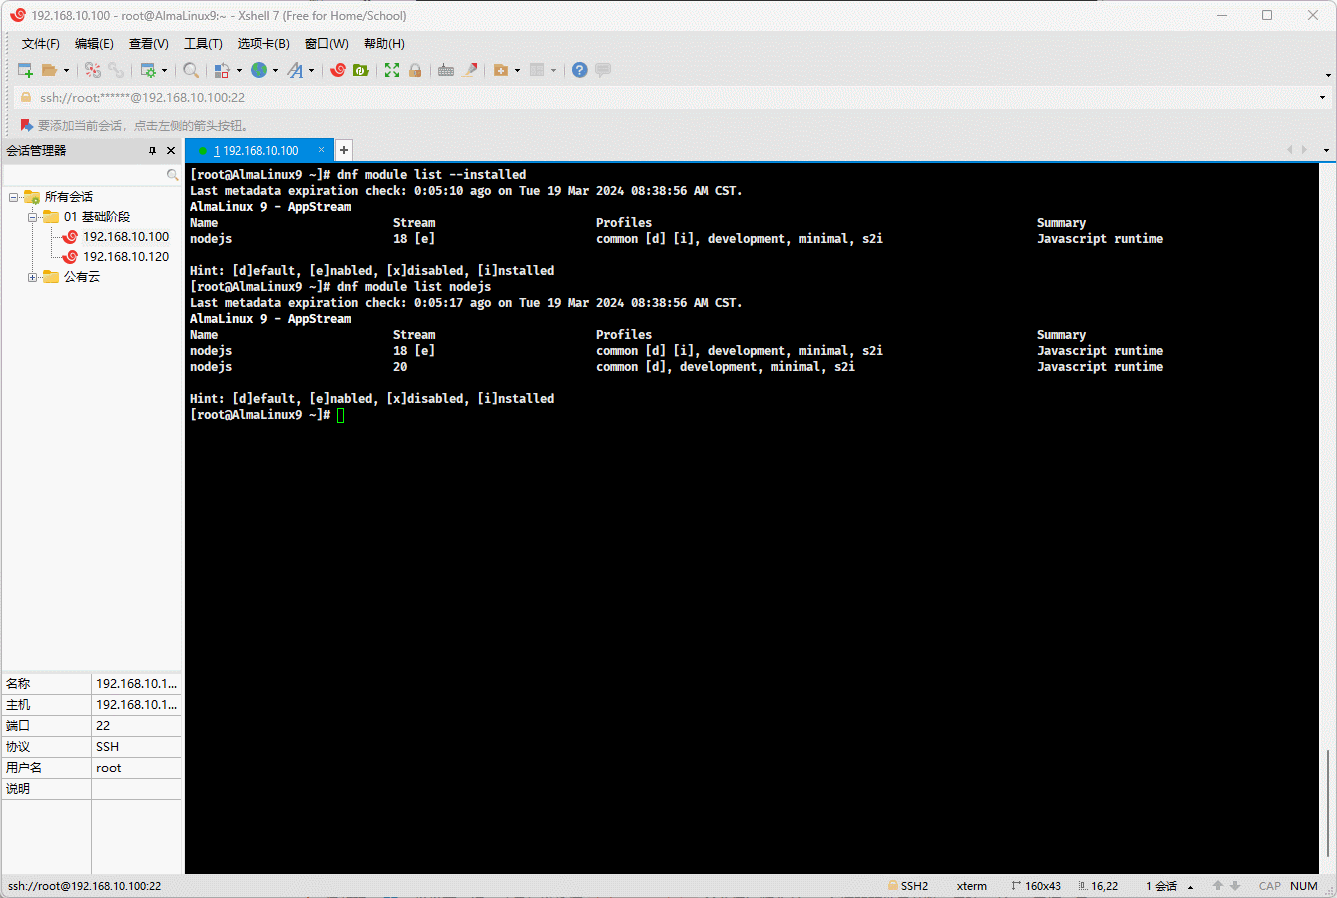 192.168.10.100 - root@AlmaLinux9:~ - Xshell 7 (Free for Home/School)
文件(F) 编辑(E) 查看(V) 工具(T) 选项卡(B) 窗口(W) 帮助(H)
ssh://root:******@192.168.10.100:22
要添加当前会话，点击左侧的箭头按钮。
会话管理器
所有会话
01 基础阶段
192.168.10.100
192.168.10.120
公有云
名称 192.168.10.1...
主机 192.168.10.1...
端口 22
协议 SSH
用户名 root
说明
1 192.168.10.100
[root@AlmaLinux9 ~]# dnf module list --installed
Last metadata expiration check: 0:05:10 ago on Tue 19 Mar 2024 08:38:56 AM CST.
AlmaLinux 9 - AppStream
Name Stream Profiles Summary
nodejs 18 [e] common [d] [i], development, minimal, s2i Javascript runtime
Hint: [d]efault, [e]nabled, [x]disabled, [i]nstalled
[root@AlmaLinux9 ~]# dnf module list nodejs
Last metadata expiration check: 0:05:17 ago on Tue 19 Mar 2024 08:38:56 AM CST.
AlmaLinux 9 - AppStream
Name Stream Profiles Summary
nodejs 18 [e] common [d] [i], development, minimal, s2i Javascript runtime
nodejs 20 common [d], development, minimal, s2i Javascript runtime
Hint: [d]efault, [e]nabled, [x]disabled, [i]nstalled
[root@AlmaLinux9 ~]#
ssh://root@192.168.10.100:22 SSH2 xterm 160x43 16,22 1 会话 CAP NUM